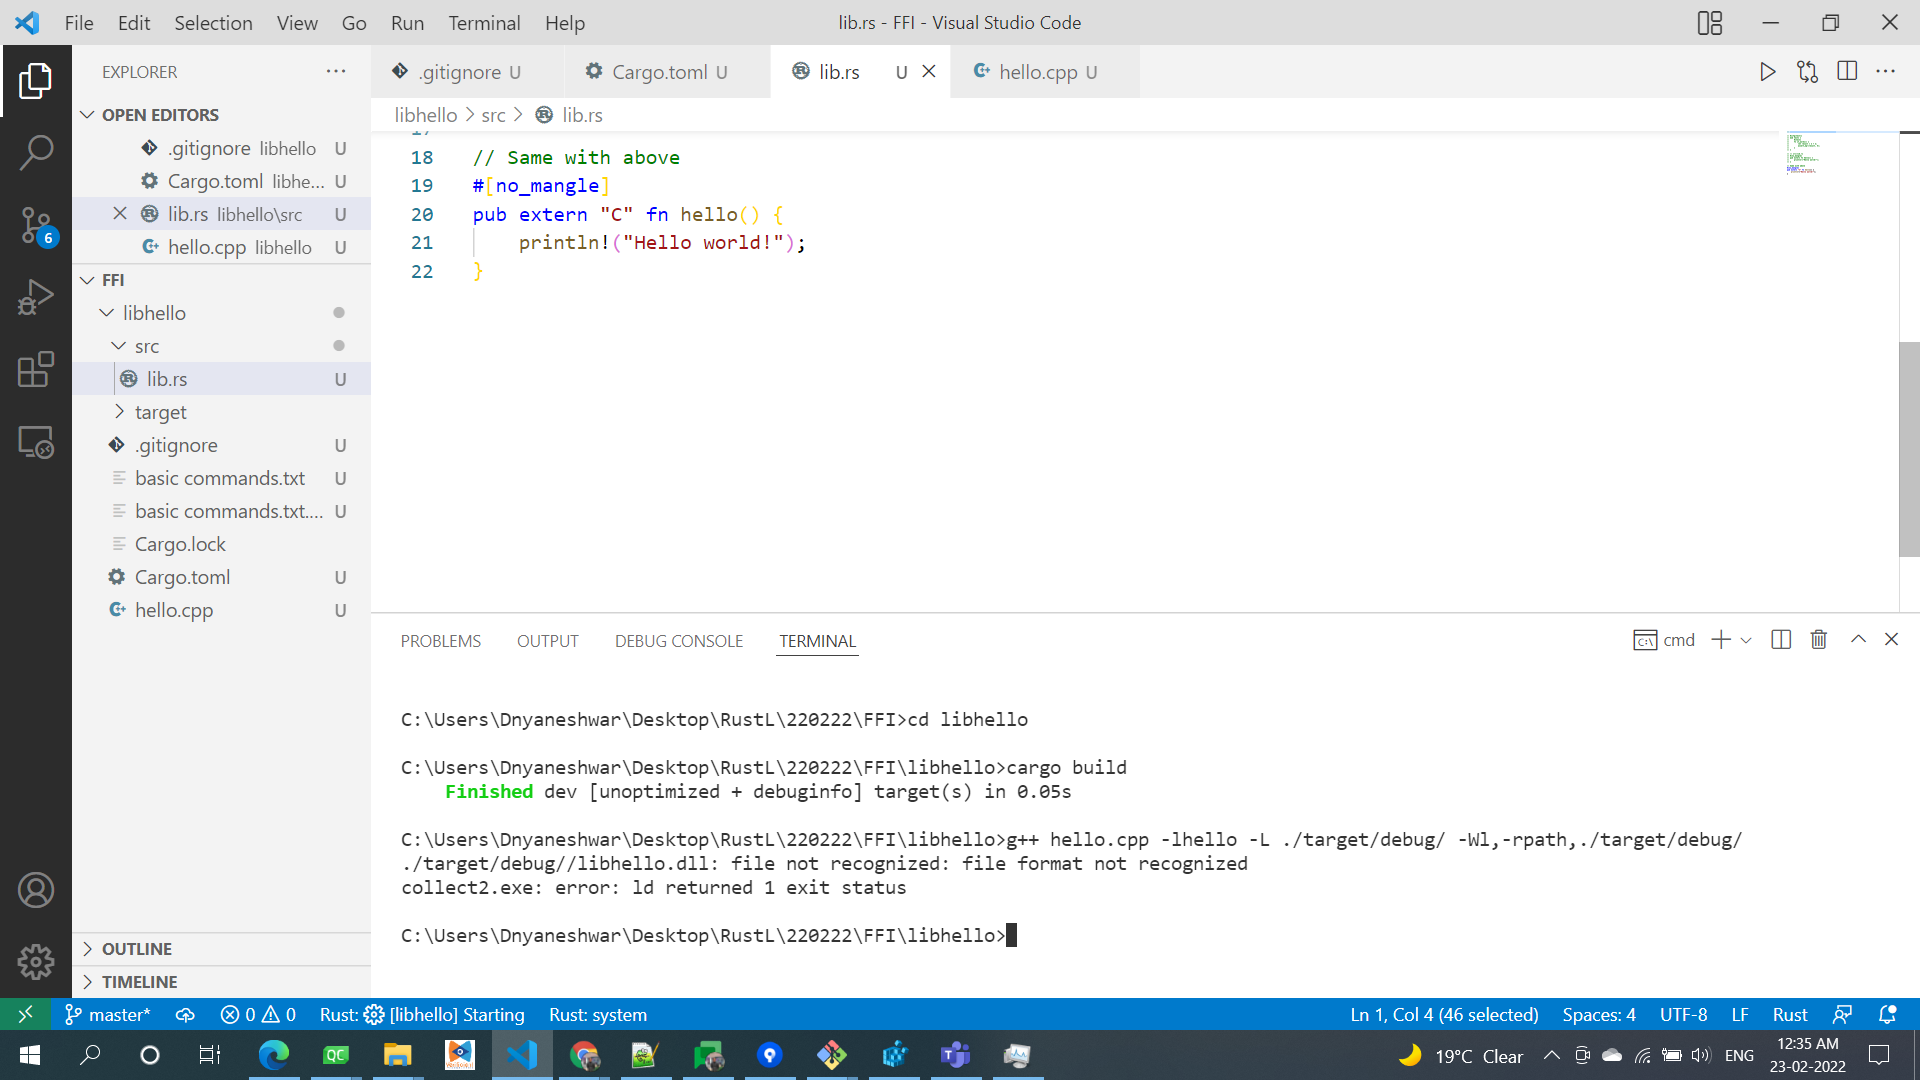 File Edit Selection View Go Run Terminal Help lib.rs - FFI - Visual Studio Code
EXPLORER
OPEN EDITORS
.gitignore libhello U
Cargo.toml libhe... U
lib.rs libhello\src U
hello.cpp libhello U
FFI
libhello
src
lib.rs U
target
.gitignore U
basic commands.txt U
basic commands.txt.... U
Cargo.lock
Cargo.toml U
hello.cpp U
OUTLINE
TIMELINE
6
.gitignore U Cargo.toml U lib.rs U hello.cpp U
libhello > src > lib.rs
17
18 // Same with above
19 #[no_mangle]
20 pub extern "C" fn hello() {
21 println!("Hello world!");
22 }
PROBLEMS OUTPUT DEBUG CONSOLE TERMINAL cmd
C:\Users\Dnyaneshwar\Desktop\RustL\220222\FFI>cd libhello
C:\Users\Dnyaneshwar\Desktop\RustL\220222\FFI\libhello>cargo build
Finished dev [unoptimized + debuginfo] target(s) in 0.05s
C:\Users\Dnyaneshwar\Desktop\RustL\220222\FFI\libhello>g++ hello.cpp -lhello -L ./target/debug/ -Wl,-rpath,./target/debug/
./target/debug//libhello.dll: file not recognized: file format not recognized
collect2.exe: error: ld returned 1 exit status
C:\Users\Dnyaneshwar\Desktop\RustL\220222\FFI\libhello>
master* 0 0 Rust: [libhello] Starting Rust: system Ln 1, Col 4 (46 selected) Spaces: 4 UTF-8 LF Rust
QC 19°C Clear ENG 12:35 AM
23-02-2022